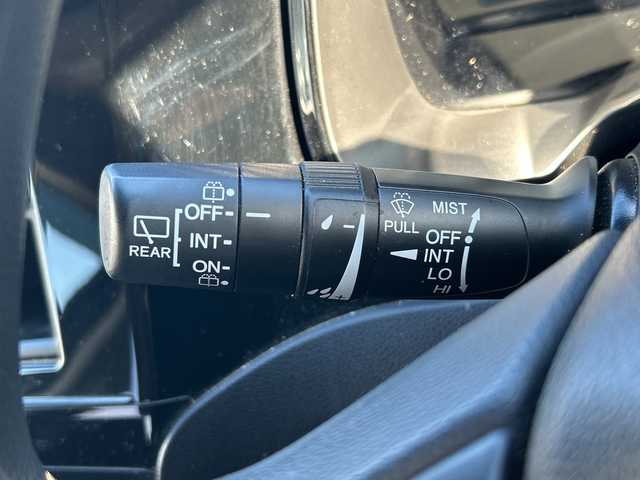 REAR
OFF
INT
ON
PULL
MIST
OFF
INT
LO
HI